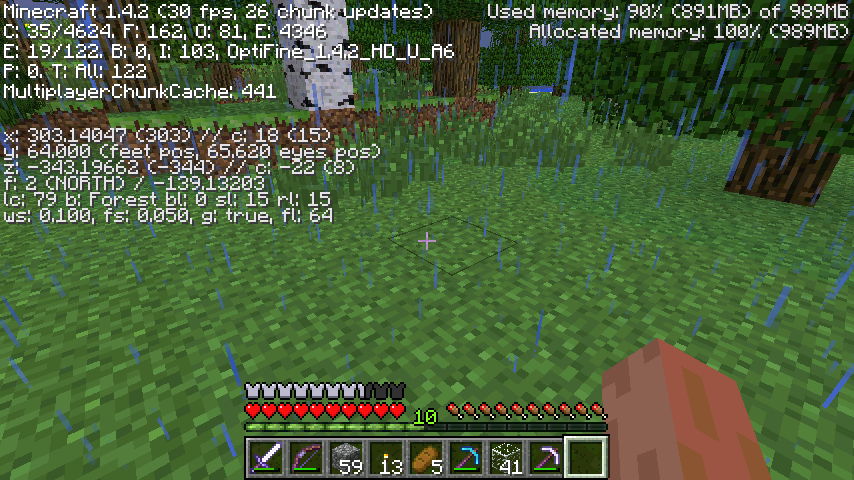 Minecraft 1.4.2 (30 fps, 26 chunk updates)
Used memory: 90% (891MB) of 989MB
C: 35/4624, F: 162, O: 81, E: 4346
Allocated memory: 100% (989MB)
E: 19/122, B: 0, I: 103, OptiFine_1.4.2_HD_U_A6
P: 0, T: All: 122
MultiplayerChunkCache: 441
x: 303.14047 (303) // c: 18 (15)
y: 64.000 (feet pos, 65.620 eyes pos)
z: -343.19662 (-344) // c: -22 (8)
f: 2 (NORTH) / -139.13203
lc: 79 b: Forest bl: 0 sl: 15 rl: 15
ws: 0.100, fs: 0.050, g: true, fl: 64
10
59 13 5 41